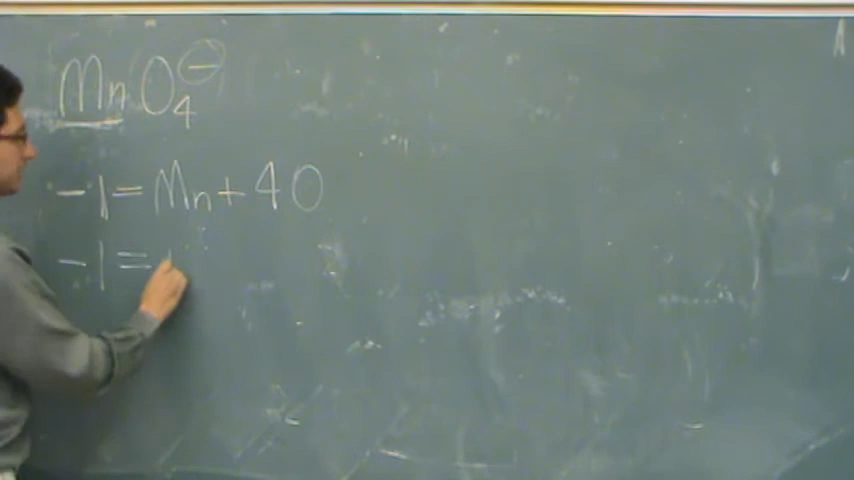 MnO₄⁻
-1 = Mn + 4O
-1 =